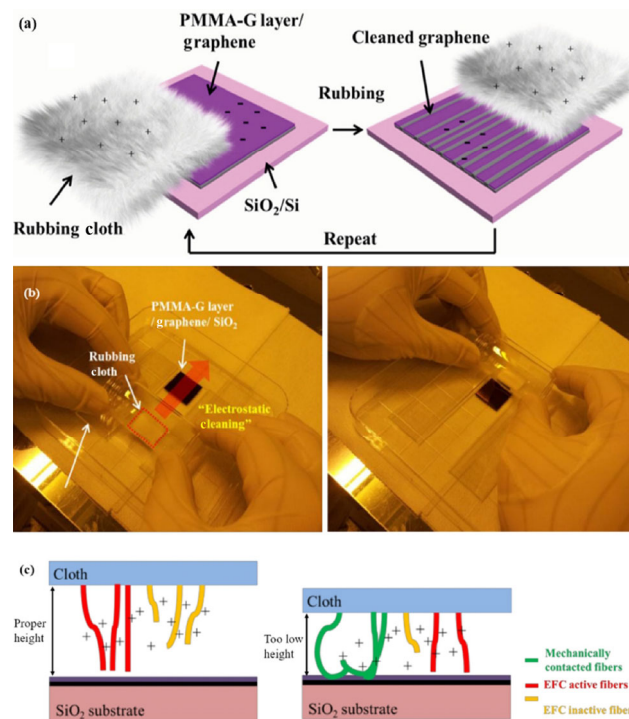 (a)
PMMA-G layer/
graphene
Cleaned graphene
Rubbing
Rubbing cloth
SiO₂/Si
Repeat
(b)
PMMA-G layer
/ graphene/ SiO₂
Rubbing
cloth
“Electrostatic
cleaning”
(c)
Cloth
Proper
height
SiO₂ substrate
Cloth
Too low
height
SiO₂ substrate
Mechanically
contacted fibers
EFC active fibers
EFC inactive fibers